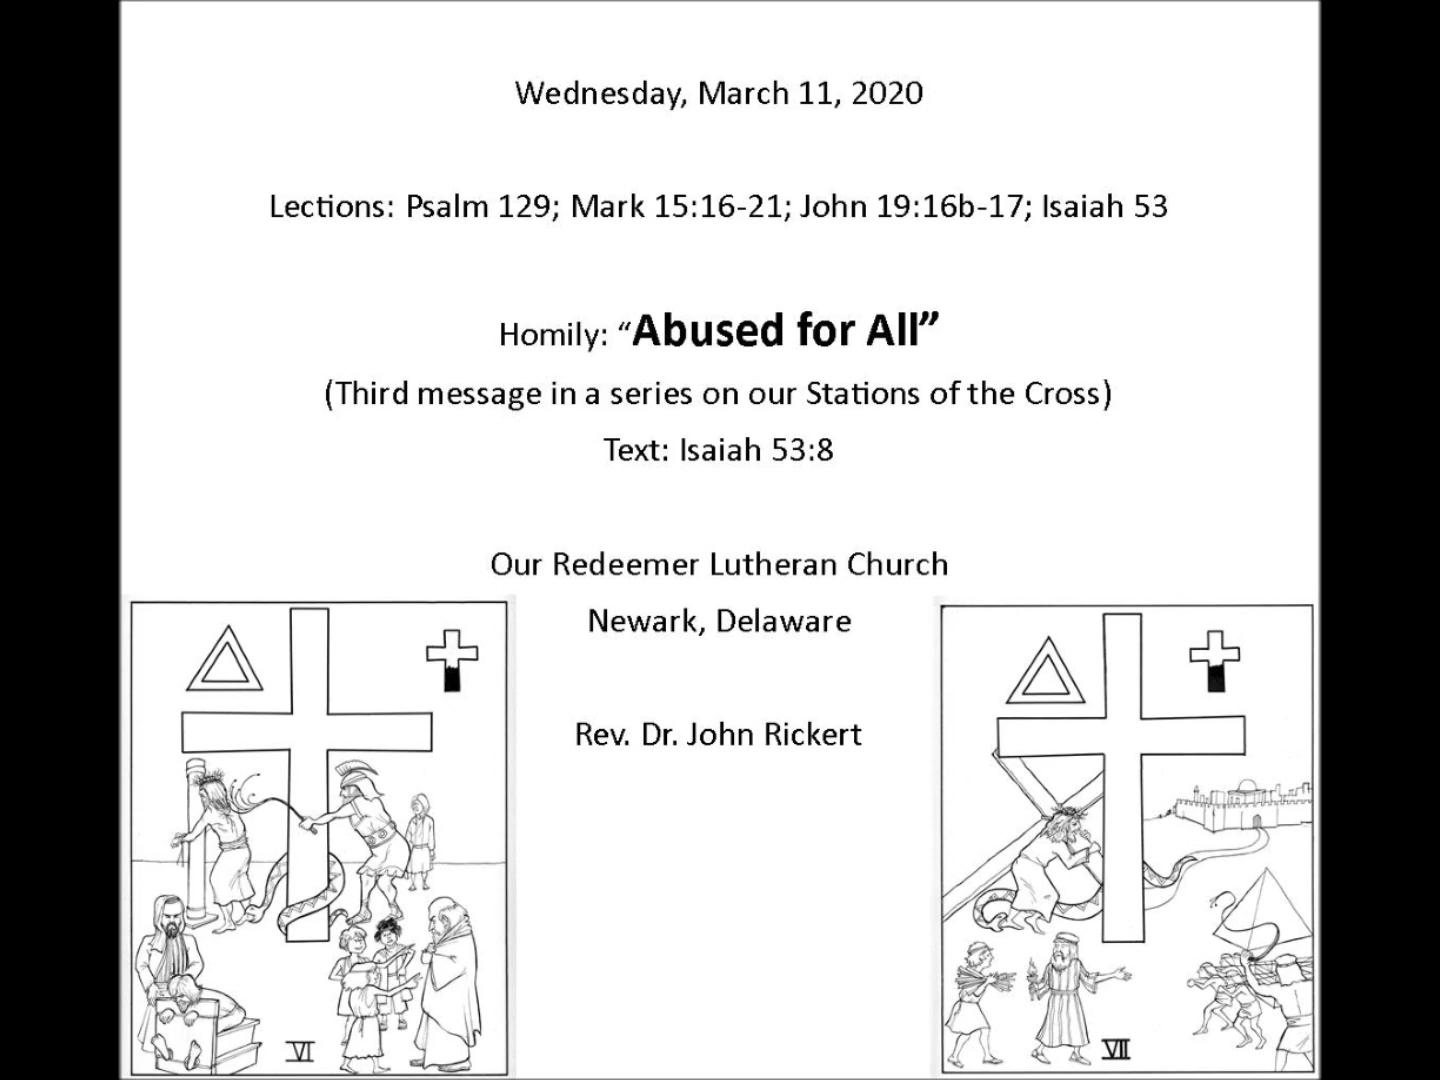 Wednesday, March 11, 2020
Lections: Psalm 129; Mark 15:16-21; John 19:16b-17; Isaiah 53
Homily: “Abused for All”
(Third message in a series on our Stations of the Cross)
Text: Isaiah 53:8
Our Redeemer Lutheran Church
Newark, Delaware
Rev. Dr. John Rickert
VI
VII